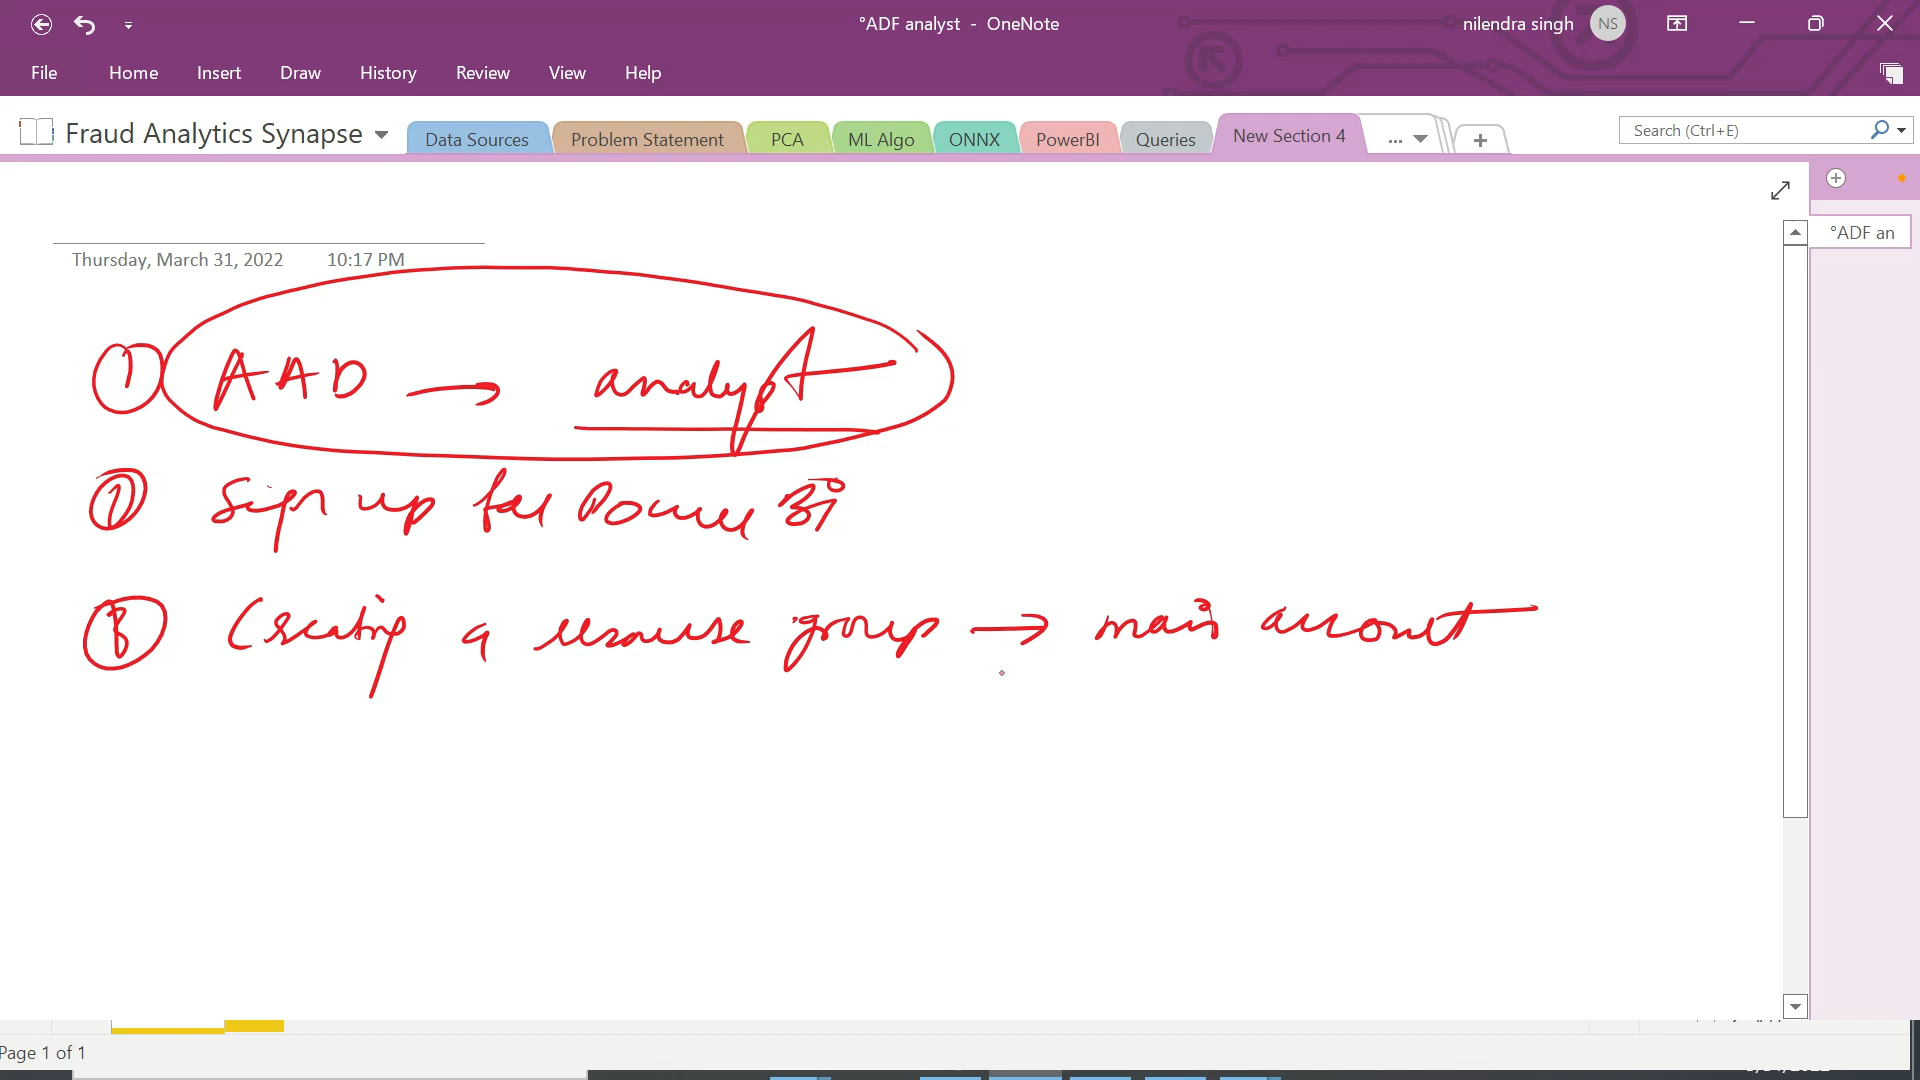 °ADF analyst - OneNote
nilendra singh NS
File Home Insert Draw History Review View Help
Fraud Analytics Synapse Data Sources Problem Statement PCA ML Algo ONNX PowerBI Queries New Section 4 ... Search (Ctrl+E)
°ADF an
Thursday, March 31, 2022 10:17 PM
① AAD → analyst
② Sign up for Power BI
③ Creating a resource group → main account
Page 1 of 1